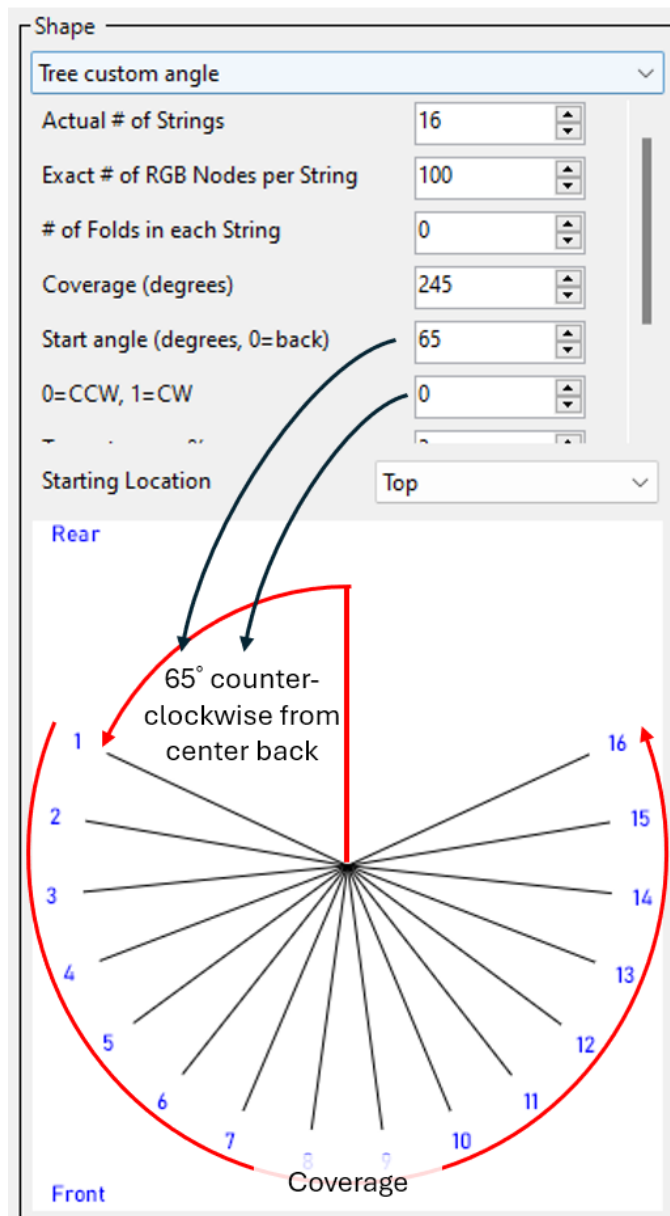 Shape
Tree custom angle
Actual # of Strings 16
Exact # of RGB Nodes per String 100
# of Folds in each String 0
Coverage (degrees) 245
Start angle (degrees, 0=back) 65
0=CCW, 1=CW 0
Starting Location Top
Rear
65° counter-
clockwise from
center back
1
16
2
15
3
14
4
13
5
12
6
11
7
10
8
9
Coverage
Front